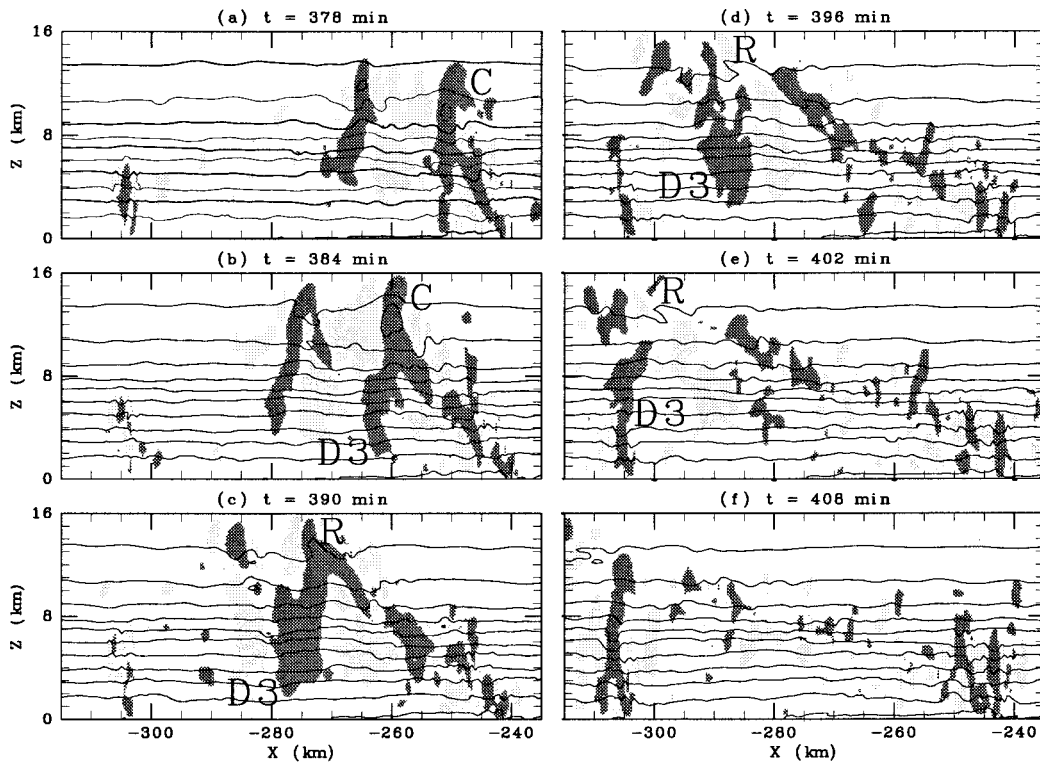 (a) t = 378 min
(d) t = 396 min
16
8
0
Z (km)
C
R
D3
(b) t = 384 min
(e) t = 402 min
16
8
0
Z (km)
C
D3
R
D3
(c) t = 390 min
(f) t = 408 min
16
8
0
Z (km)
R
D3
-300 -280 -260 -240
X (km)
-300 -280 -260 -240
X (km)